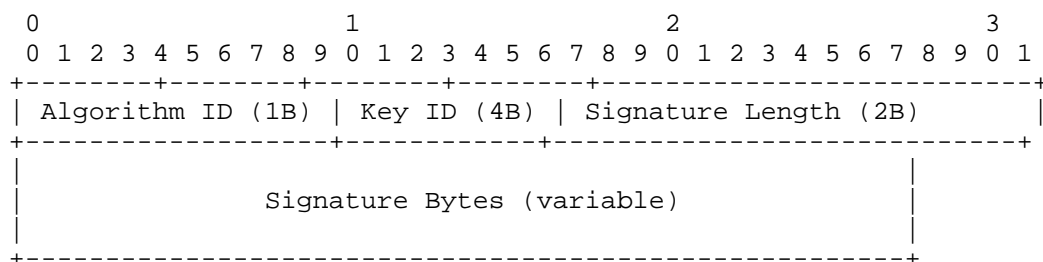 0                   1                   2                   3
0 1 2 3 4 5 6 7 8 9 0 1 2 3 4 5 6 7 8 9 0 1 2 3 4 5 6 7 8 9 0 1
+--------+--------+--------+--------+---------------------------+
| Algorithm ID (1B) | Key ID (4B) | Signature Length (2B)       |
+-------------------+------------+-----------------------------+
|                                                       |
|               Signature Bytes (variable)              |
|                                                       |
+-------------------------------------------------------+